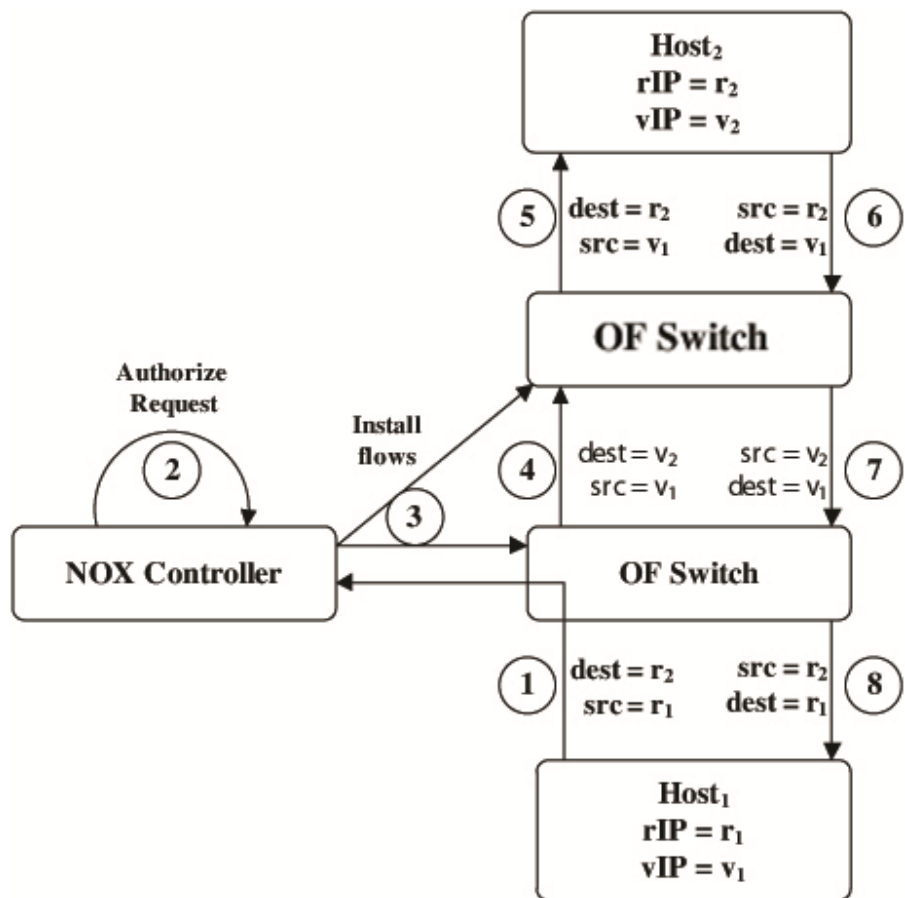 Host₂
rIP = r₂
vIP = v₂
5
dest = r₂
src = v₁
src = r₂
dest = v₁
6
OF Switch
Authorize
Request
2
Install
flows
3
4
dest = v₂
src = v₁
src = v₂
dest = v₁
7
NOX Controller
OF Switch
1
dest = r₂
src = r₁
src = r₂
dest = r₁
8
Host₁
rIP = r₁
vIP = v₁